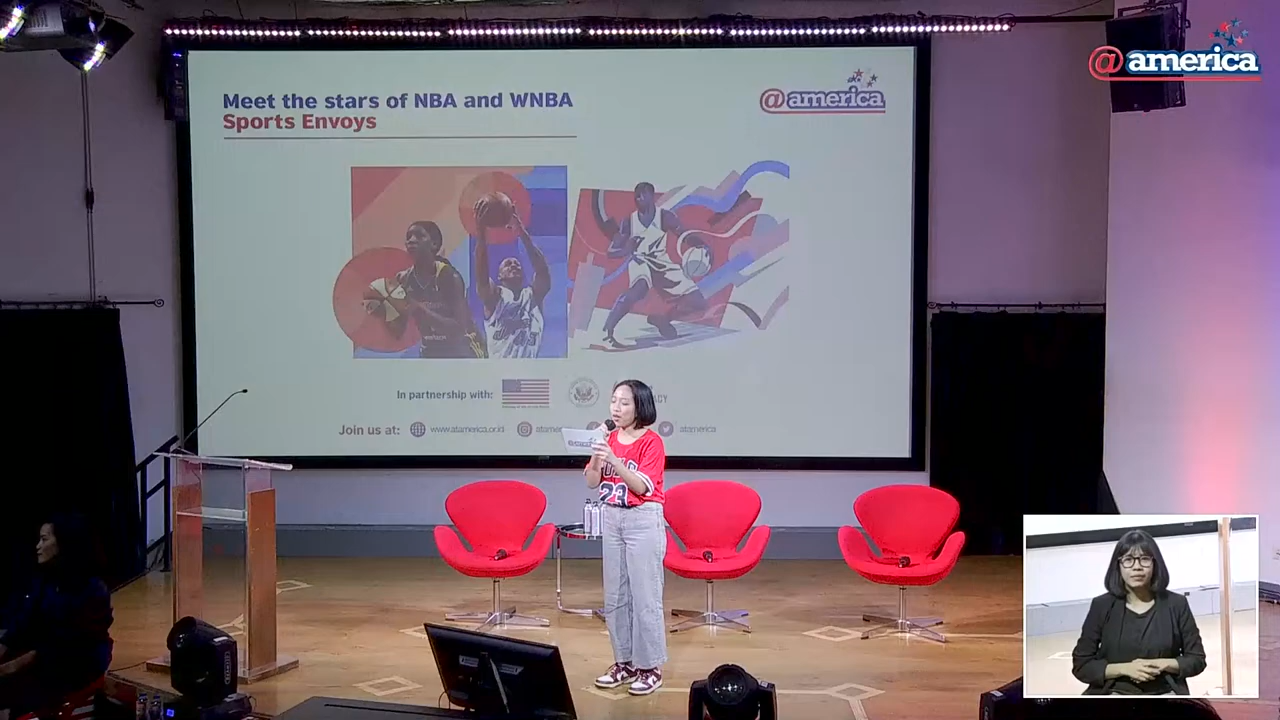 @america
Meet the stars of NBA and WNBA
@america
Sports Envoys
In partnership with:
Join us at:
www.atamerica.or.id
atamerica
23